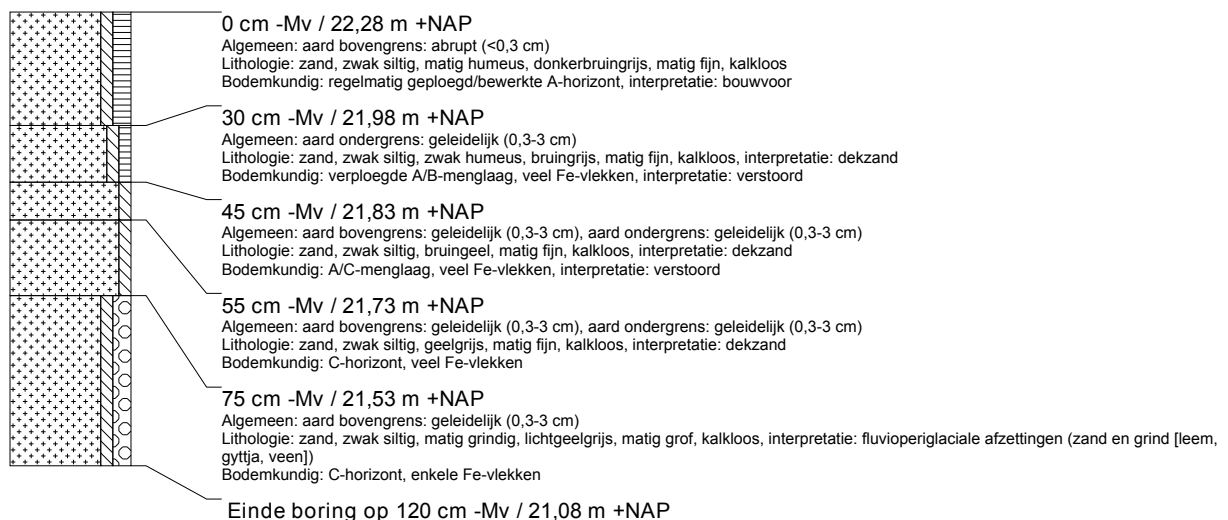 0 cm -Mv / 22,28 m +NAP
Algemeen: aard bovengrens: abrupt (<0,3 cm)
Lithologie: zand, zwak siltig, matig humeus, donkerbruingrijs, matig fijn, kalkloos
Bodemkundig: regelmatig geploegd/bewerkte A-horizont, interpretatie: bouwvoor
30 cm -Mv / 21,98 m +NAP
Algemeen: aard ondergrens: geleidelijk (0,3-3 cm)
Lithologie: zand, zwak siltig, zwak humeus, bruingrijs, matig fijn, kalkloos, interpretatie: dekzand
Bodemkundig: verploegde A/B-menglaag, veel Fe-vlekken, interpretatie: verstoord
45 cm -Mv / 21,83 m +NAP
Algemeen: aard bovengrens: geleidelijk (0,3-3 cm), aard ondergrens: geleidelijk (0,3-3 cm)
Lithologie: zand, zwak siltig, bruingeel, matig fijn, kalkloos, interpretatie: dekzand
Bodemkundig: A/C-menglaag, veel Fe-vlekken, interpretatie: verstoord
55 cm -Mv / 21,73 m +NAP
Algemeen: aard bovengrens: geleidelijk (0,3-3 cm), aard ondergrens: geleidelijk (0,3-3 cm)
Lithologie: zand, zwak siltig, geelgrijs, matig fijn, kalkloos, interpretatie: dekzand
Bodemkundig: C-horizont, veel Fe-vlekken
75 cm -Mv / 21,53 m +NAP
Algemeen: aard bovengrens: geleidelijk (0,3-3 cm)
Lithologie: zand, zwak siltig, matig grindig, lichtgeelgrijs, matig grof, kalkloos, interpretatie: fluvioperiglaciale afzettingen (zand en grind [leem,
gyttja, veen])
Bodemkundig: C-horizont, enkele Fe-vlekken
Einde boring op 120 cm -Mv / 21,08 m +NAP